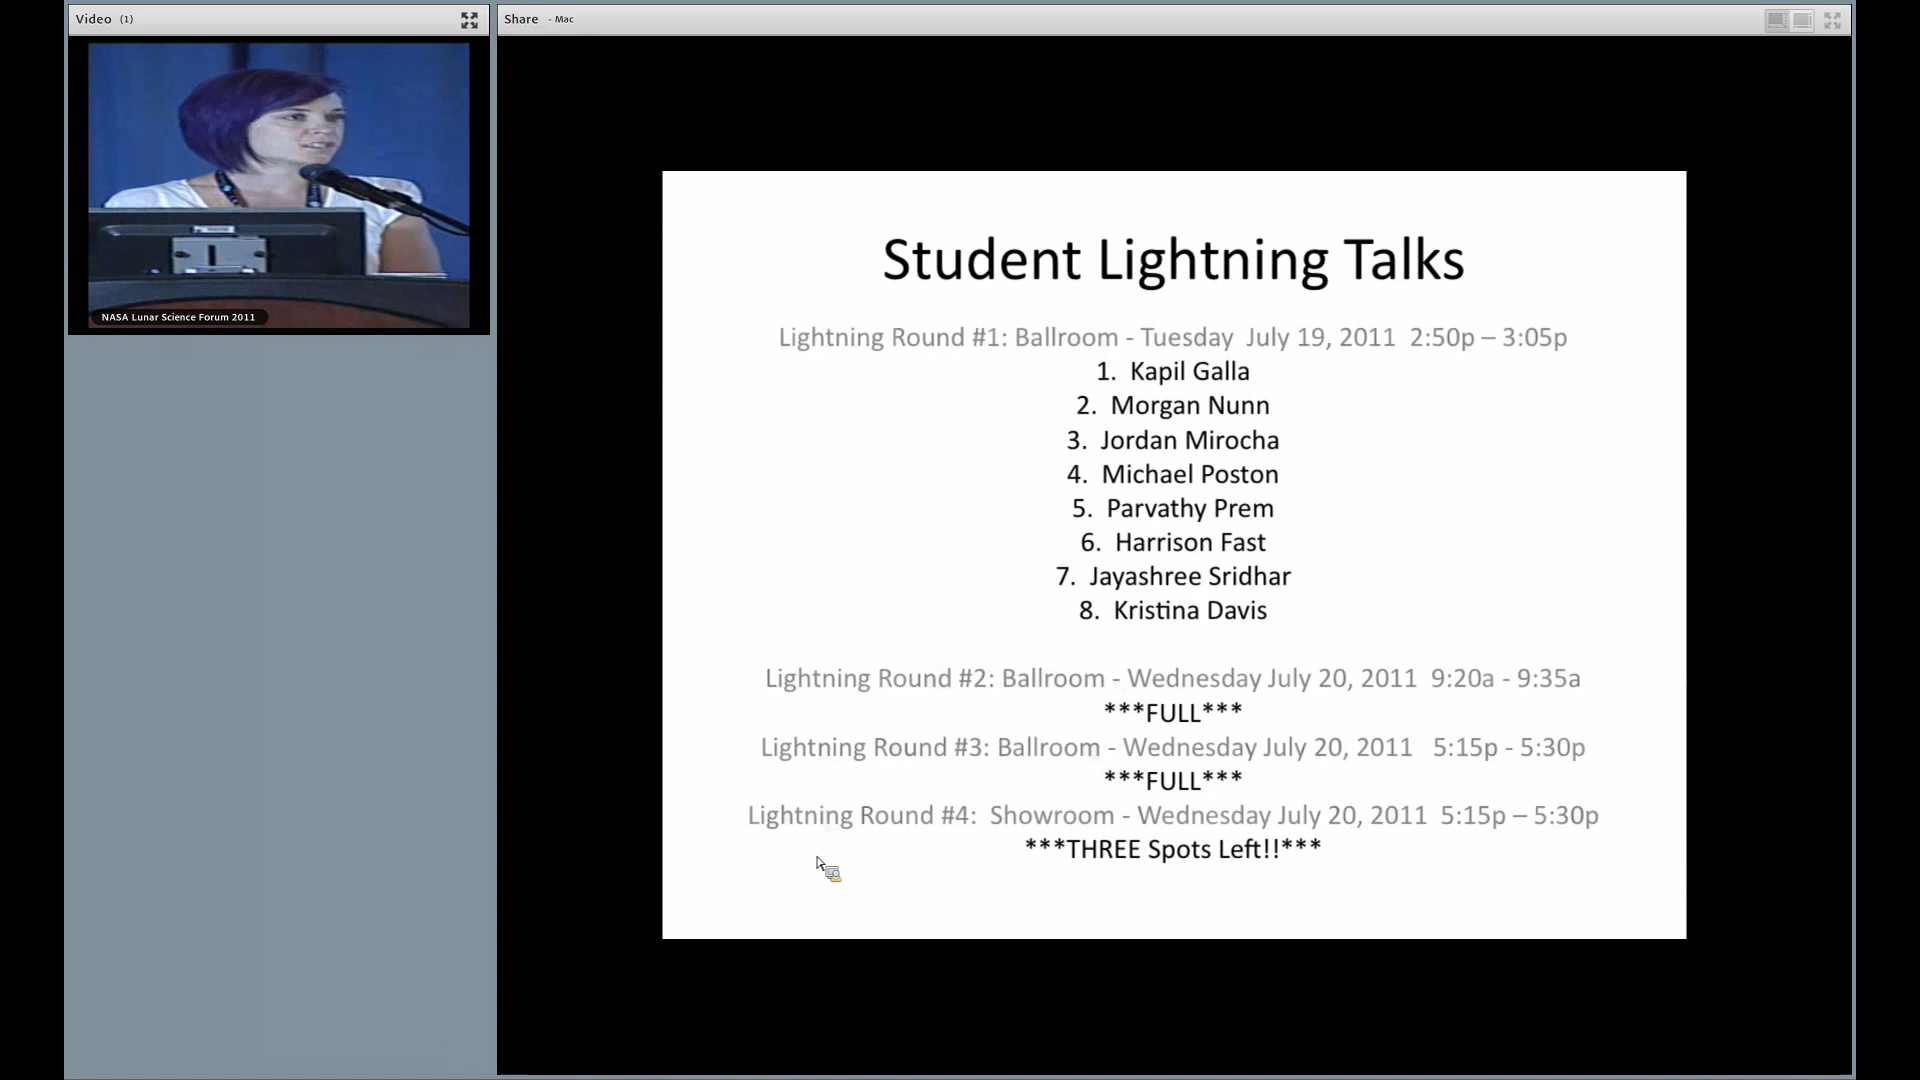 Video (1)
NASA Lunar Science Forum 2011
Share - Mac
Student Lightning Talks
Lightning Round #1: Ballroom - Tuesday July 19, 2011 2:50p – 3:05p
1. Kapil Galla
2. Morgan Nunn
3. Jordan Mirocha
4. Michael Poston
5. Parvathy Prem
6. Harrison Fast
7. Jayashree Sridhar
8. Kristina Davis
Lightning Round #2: Ballroom - Wednesday July 20, 2011 9:20a - 9:35a
***FULL***
Lightning Round #3: Ballroom - Wednesday July 20, 2011 5:15p - 5:30p
***FULL***
Lightning Round #4: Showroom - Wednesday July 20, 2011 5:15p – 5:30p
***THREE Spots Left!!***